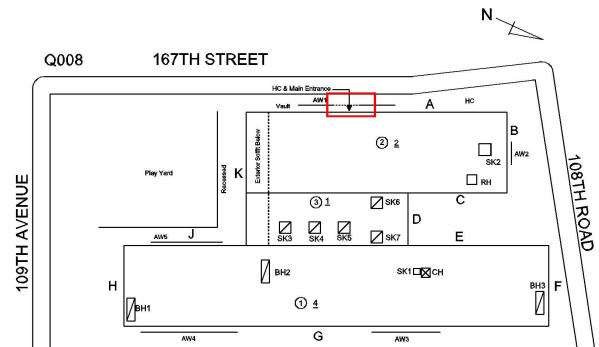 N
Q008 167TH STREET
HC & Main Entrance
Vault AW1 A HC
B
② 2
SK2 AW2
Exterior Soffit Below
Recessed
K
Play Yard
RH
C
③ 1 SK6
D
SK3 SK4 SK5 SK7 E
J
AW5
109TH AVENUE
108TH ROAD
BH2 SK1 CH
H F
BH1 ① 4 BH3
AW4 G AW3